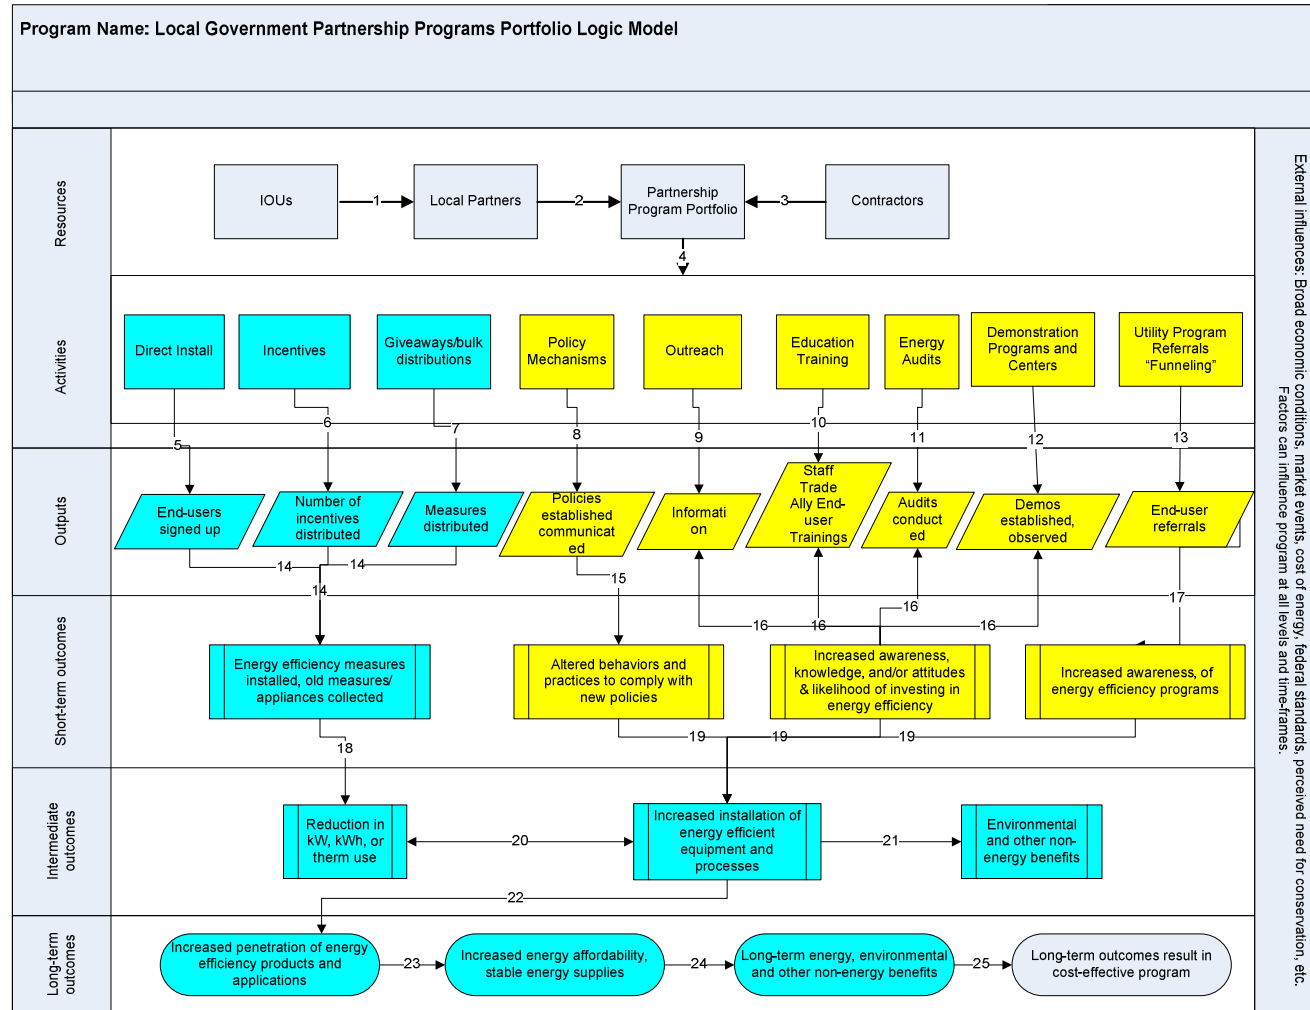 Program Name: Local Government Partnership Programs Portfolio Logic Model
Resources
IOUs
1
Local Partners
2
Partnership
Program Portfolio
3
Contractors
4
Activities
Direct Install
Incentives
Giveaways/bulk
distributions
Policy
Mechanisms
Outreach
Education
Training
Energy
Audits
Demonstration
Programs and
Centers
Utility Program
Referrals
“Funneling”
5
6
7
8
9
10
11
12
13
Outputs
End-users
signed up
Number of
incentives
distributed
Measures
distributed
Policies
established
communicat
ed
Informati
on
Staff
Trade
Ally End-
user
Trainings
Audits
conduct
ed
Demos
established,
observed
End-user
referrals
14
14
14
15
16
16
16
16
17
Short-term outcomes
Energy efficiency measures
installed, old measures/
appliances collected
Altered behaviors and
practices to comply with
new policies
Increased awareness,
knowledge, and/or attitudes
& likelihood of investing in
energy efficiency
Increased awareness, of
energy efficiency programs
18
19
19
19
Intermediate
outcomes
Reduction in
kW, kWh, or
therm use
20
Increased installation of
energy efficient
equipment and
processes
21
Environmental
and other non-
energy benefits
22
Long-term
outcomes
Increased penetration of energy
efficiency products and
applications
23
Increased energy affordability,
stable energy supplies
24
Long-term energy, environmental
and other non-energy benefits
25
Long-term outcomes result in
cost-effective program
External influences: Broad economic conditions, market events, cost of energy, federal standards, perceived need for conservation, etc.
Factors can influence program at all levels and time-frames.